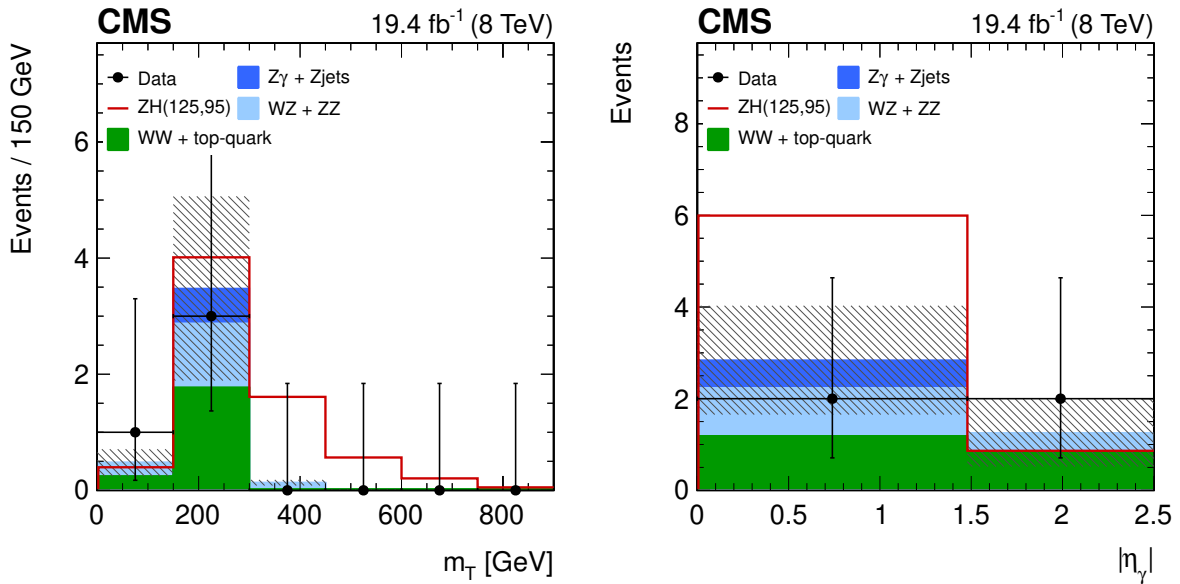 CMS 19.4 fb⁻¹ (8 TeV)
Events / 150 GeV
Data
ZH(125,95)
WW + top-quark
Zγ + Zjets
WZ + ZZ
6
4
2
0
0 200 400 600 800
m_T [GeV]
CMS 19.4 fb⁻¹ (8 TeV)
Events
Data
ZH(125,95)
WW + top-quark
Zγ + Zjets
WZ + ZZ
8
6
4
2
0
0 0.5 1 1.5 2 2.5
|η_γ|